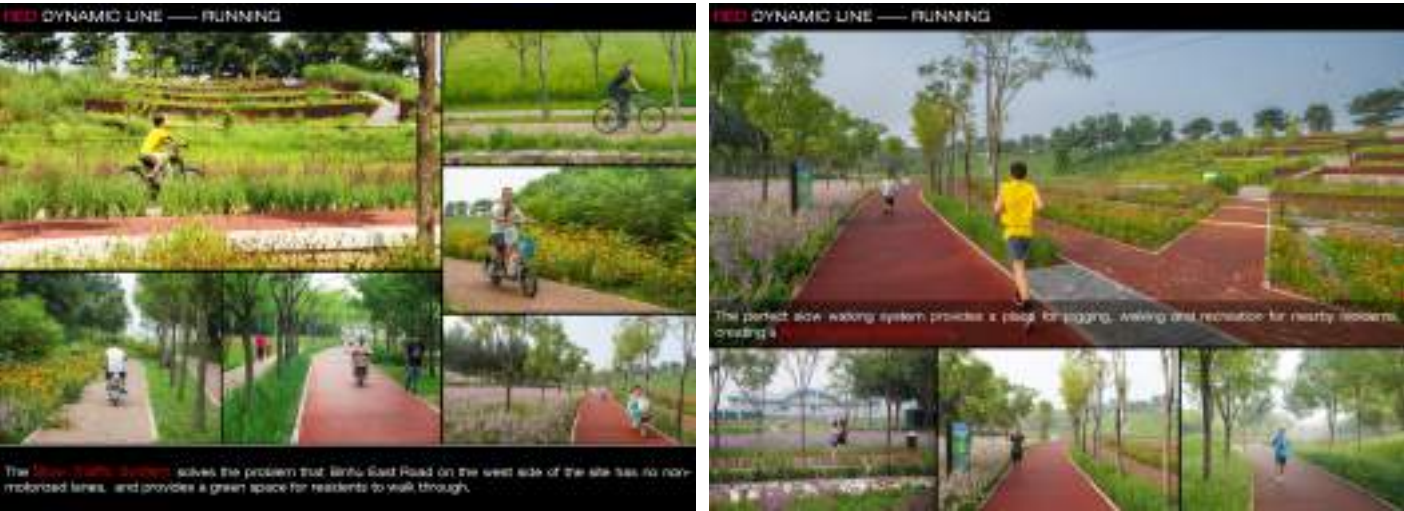 RED DYNAMIC LINE —— RUNNING
The Slow Traffic System solves the problem that Binhu East Road on the west side of the site has no non-
motorized lanes, and provides a green space for residents to walk through.
RED DYNAMIC LINE —— RUNNING
The perfect slow walking system provides a place for jogging, walking and recreation for nearby residents,
creating a